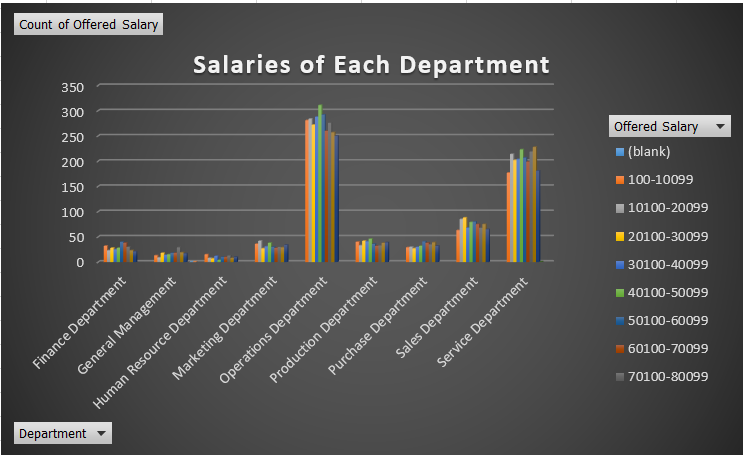 Count of Offered Salary
Salaries of Each Department
350
300
250
200
150
100
50
0
Finance Department
General Management
Human Resource Department
Marketing Department
Operations Department
Production Department
Purchase Department
Sales Department
Service Department
Offered Salary
(blank)
100-10099
10100-20099
20100-30099
30100-40099
40100-50099
50100-60099
60100-70099
70100-80099
Department